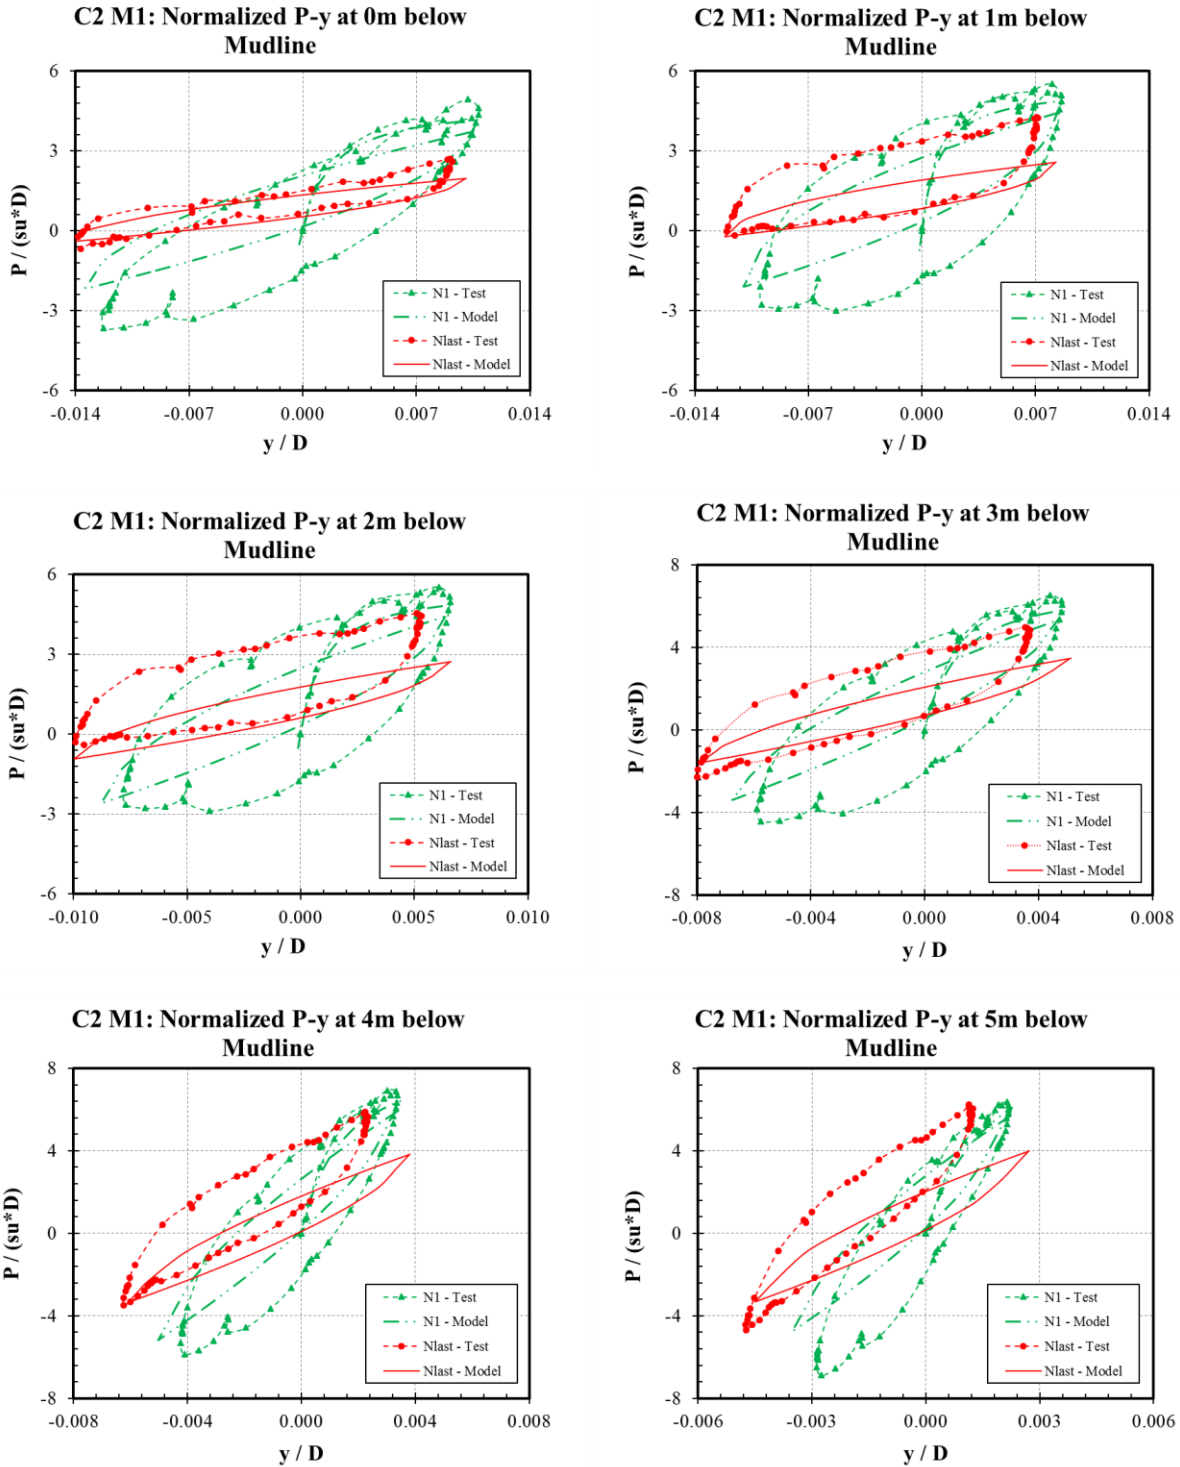 C2 M1: Normalized P-y at 0m below
Mudline
6
3
0
-3
-6
P / (su*D)
-0.014
-0.007
0.000
0.007
0.014
y / D
N1 - Test
N1 - Model
Nlast - Test
Nlast - Model
C2 M1: Normalized P-y at 1m below
Mudline
6
3
0
-3
-6
P / (su*D)
-0.014
-0.007
0.000
0.007
0.014
y / D
N1 - Test
N1 - Model
Nlast - Test
Nlast - Model
C2 M1: Normalized P-y at 2m below
Mudline
6
3
0
-3
-6
P / (su*D)
-0.010
-0.005
0.000
0.005
0.010
y / D
N1 - Test
N1 - Model
Nlast - Test
Nlast - Model
C2 M1: Normalized P-y at 3m below
Mudline
8
4
0
-4
-8
P / (su*D)
-0.008
-0.004
0.000
0.004
0.008
y / D
N1 - Test
N1 - Model
Nlast - Test
Nlast - Model
C2 M1: Normalized P-y at 4m below
Mudline
8
4
0
-4
-8
P / (su*D)
-0.008
-0.004
0.000
0.004
0.008
y / D
N1 - Test
N1 - Model
Nlast - Test
Nlast - Model
C2 M1: Normalized P-y at 5m below
Mudline
8
4
0
-4
-8
P / (su*D)
-0.006
-0.003
0.000
0.003
0.006
y / D
N1 - Test
N1 - Model
Nlast - Test
Nlast - Model